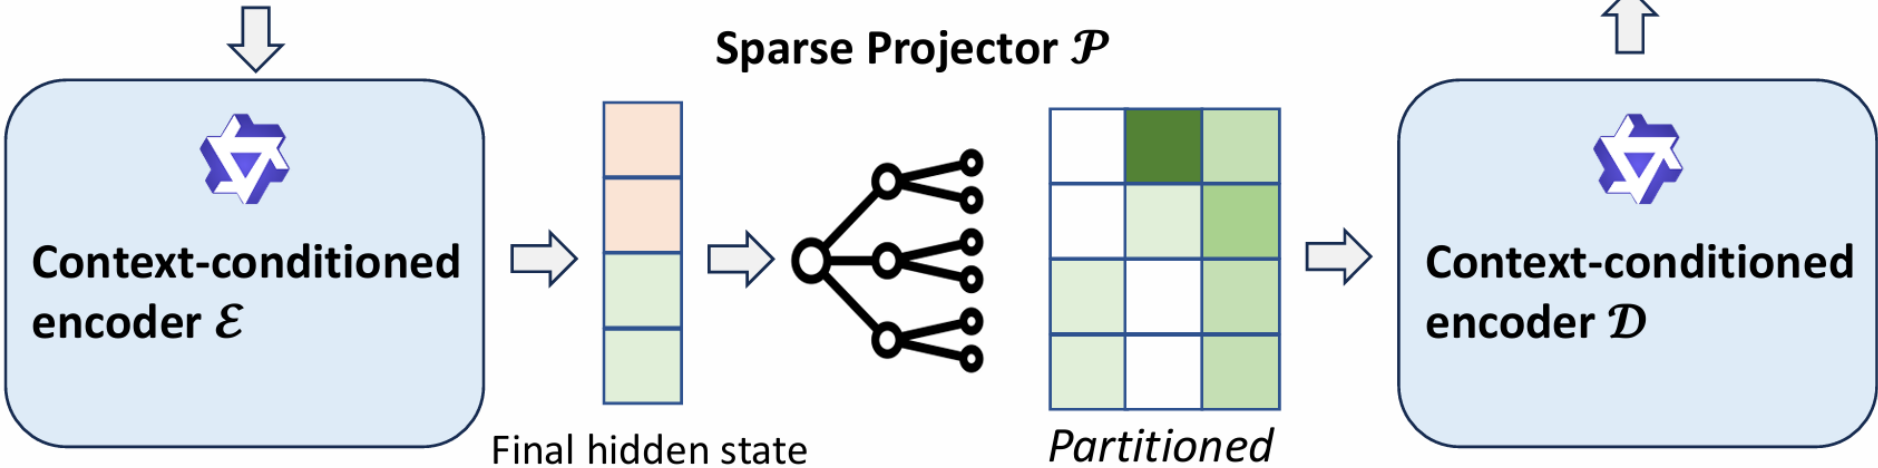 Sparse Projector 𝒫
Context-conditioned
encoder ℰ
Final hidden state
Partitioned
Context-conditioned
encoder 𝒟